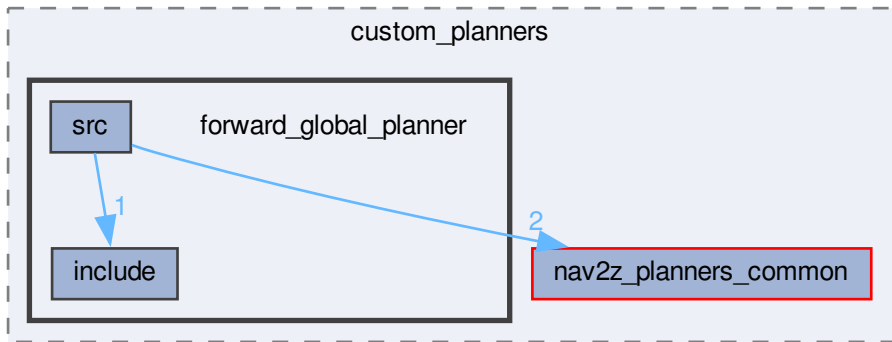 custom_planners
src
forward_global_planner
1
2
include
nav2z_planners_common